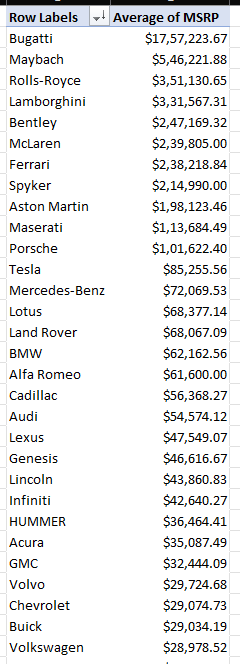 Row Labels Average of MSRP
Bugatti $17,57,223.67
Maybach $5,46,221.88
Rolls-Royce $3,51,130.65
Lamborghini $3,31,567.31
Bentley $2,47,169.32
McLaren $2,39,805.00
Ferrari $2,38,218.84
Spyker $2,14,990.00
Aston Martin $1,98,123.46
Maserati $1,13,684.49
Porsche $1,01,622.40
Tesla $85,255.56
Mercedes-Benz $72,069.53
Lotus $68,377.14
Land Rover $68,067.09
BMW $62,162.56
Alfa Romeo $61,600.00
Cadillac $56,368.27
Audi $54,574.12
Lexus $47,549.07
Genesis $46,616.67
Lincoln $43,860.83
Infiniti $42,640.27
HUMMER $36,464.41
Acura $35,087.49
GMC $32,444.09
Volvo $29,724.68
Chevrolet $29,074.73
Buick $29,034.19
Volkswagen $28,978.52